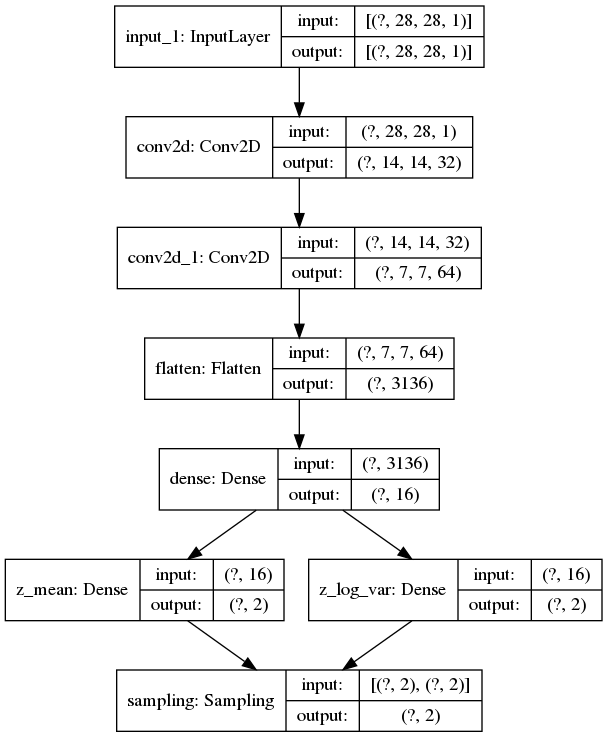 input_1: InputLayer
input:
[(?, 28, 28, 1)]
output:
[(?, 28, 28, 1)]
conv2d: Conv2D
input:
(?, 28, 28, 1)
output:
(?, 14, 14, 32)
conv2d_1: Conv2D
input:
(?, 14, 14, 32)
output:
(?, 7, 7, 64)
flatten: Flatten
input:
(?, 7, 7, 64)
output:
(?, 3136)
dense: Dense
input:
(?, 3136)
output:
(?, 16)
z_mean: Dense
input:
(?, 16)
output:
(?, 2)
z_log_var: Dense
input:
(?, 16)
output:
(?, 2)
sampling: Sampling
input:
[(?, 2), (?, 2)]
output:
(?, 2)